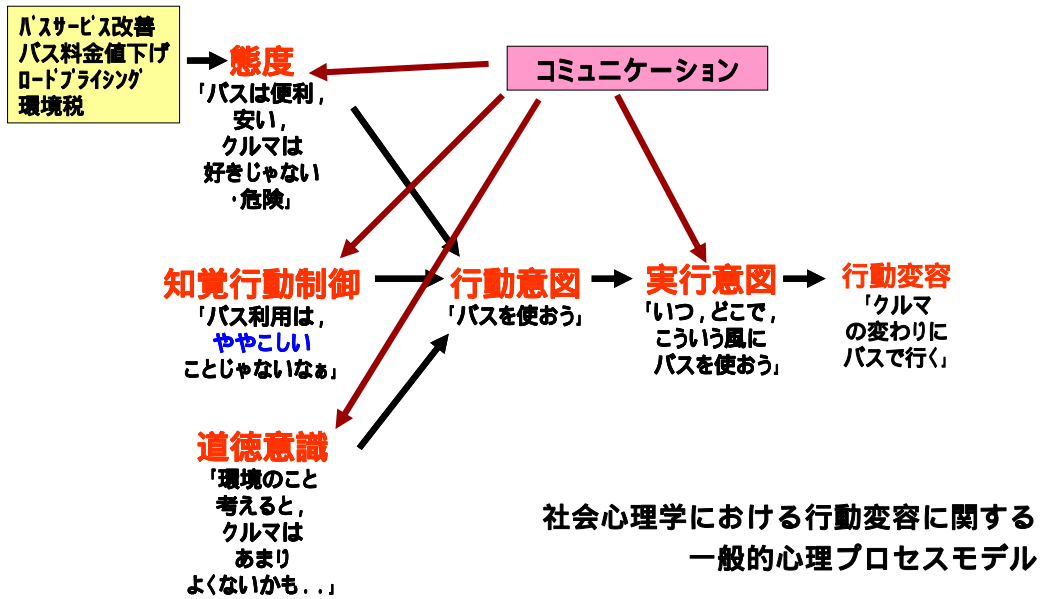 バスサービス改善
バス料金値下げ
ロードプライシング
環境税
態度
「バスは便利,
安い,
クルマは
好きじゃない
・危険」
コミュニケーション
知覚行動制御
「バス利用は,
ややこしい
ことじゃないなぁ」
行動意図
「バスを使おう」
実行意図
「いつ,どこで,
こういう風に
バスを使おう」
行動変容
「クルマ
の変わりに
バスで行く」
道徳意識
「環境のこと
考えると,
クルマは
あまり
よくないかも...」
社会心理学における行動変容に関する
一般的心理プロセスモデル